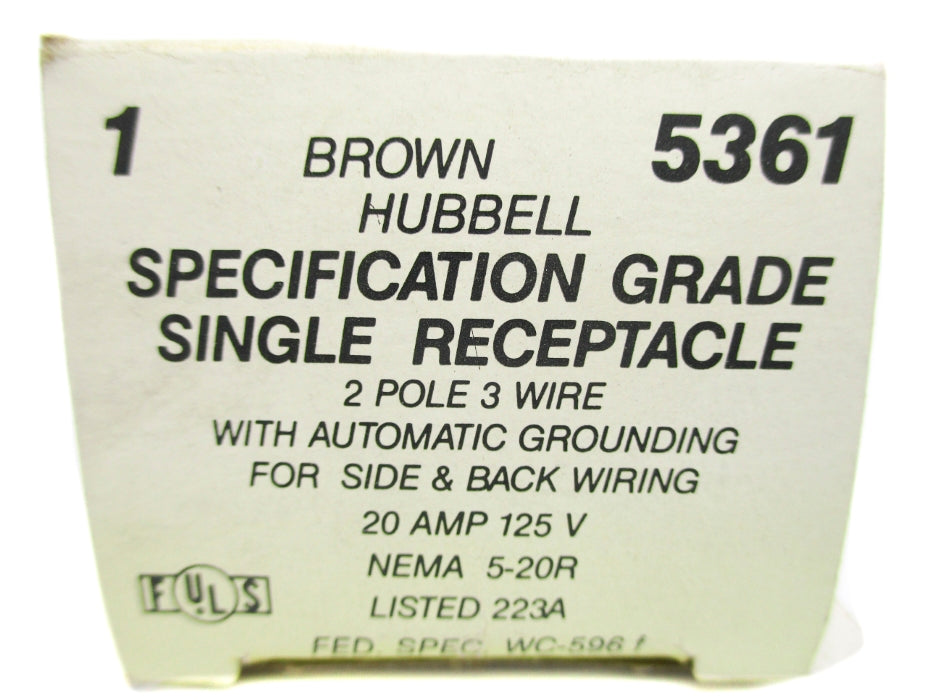 1 BROWN 5361
HUBBELL
SPECIFICATION GRADE
SINGLE RECEPTACLE
2 POLE 3 WIRE
WITH AUTOMATIC GROUNDING
FOR SIDE & BACK WIRING
20 AMP 125 V
NEMA 5-20R
F UL S
LISTED 223A
FED. SPEC. WC-596 f